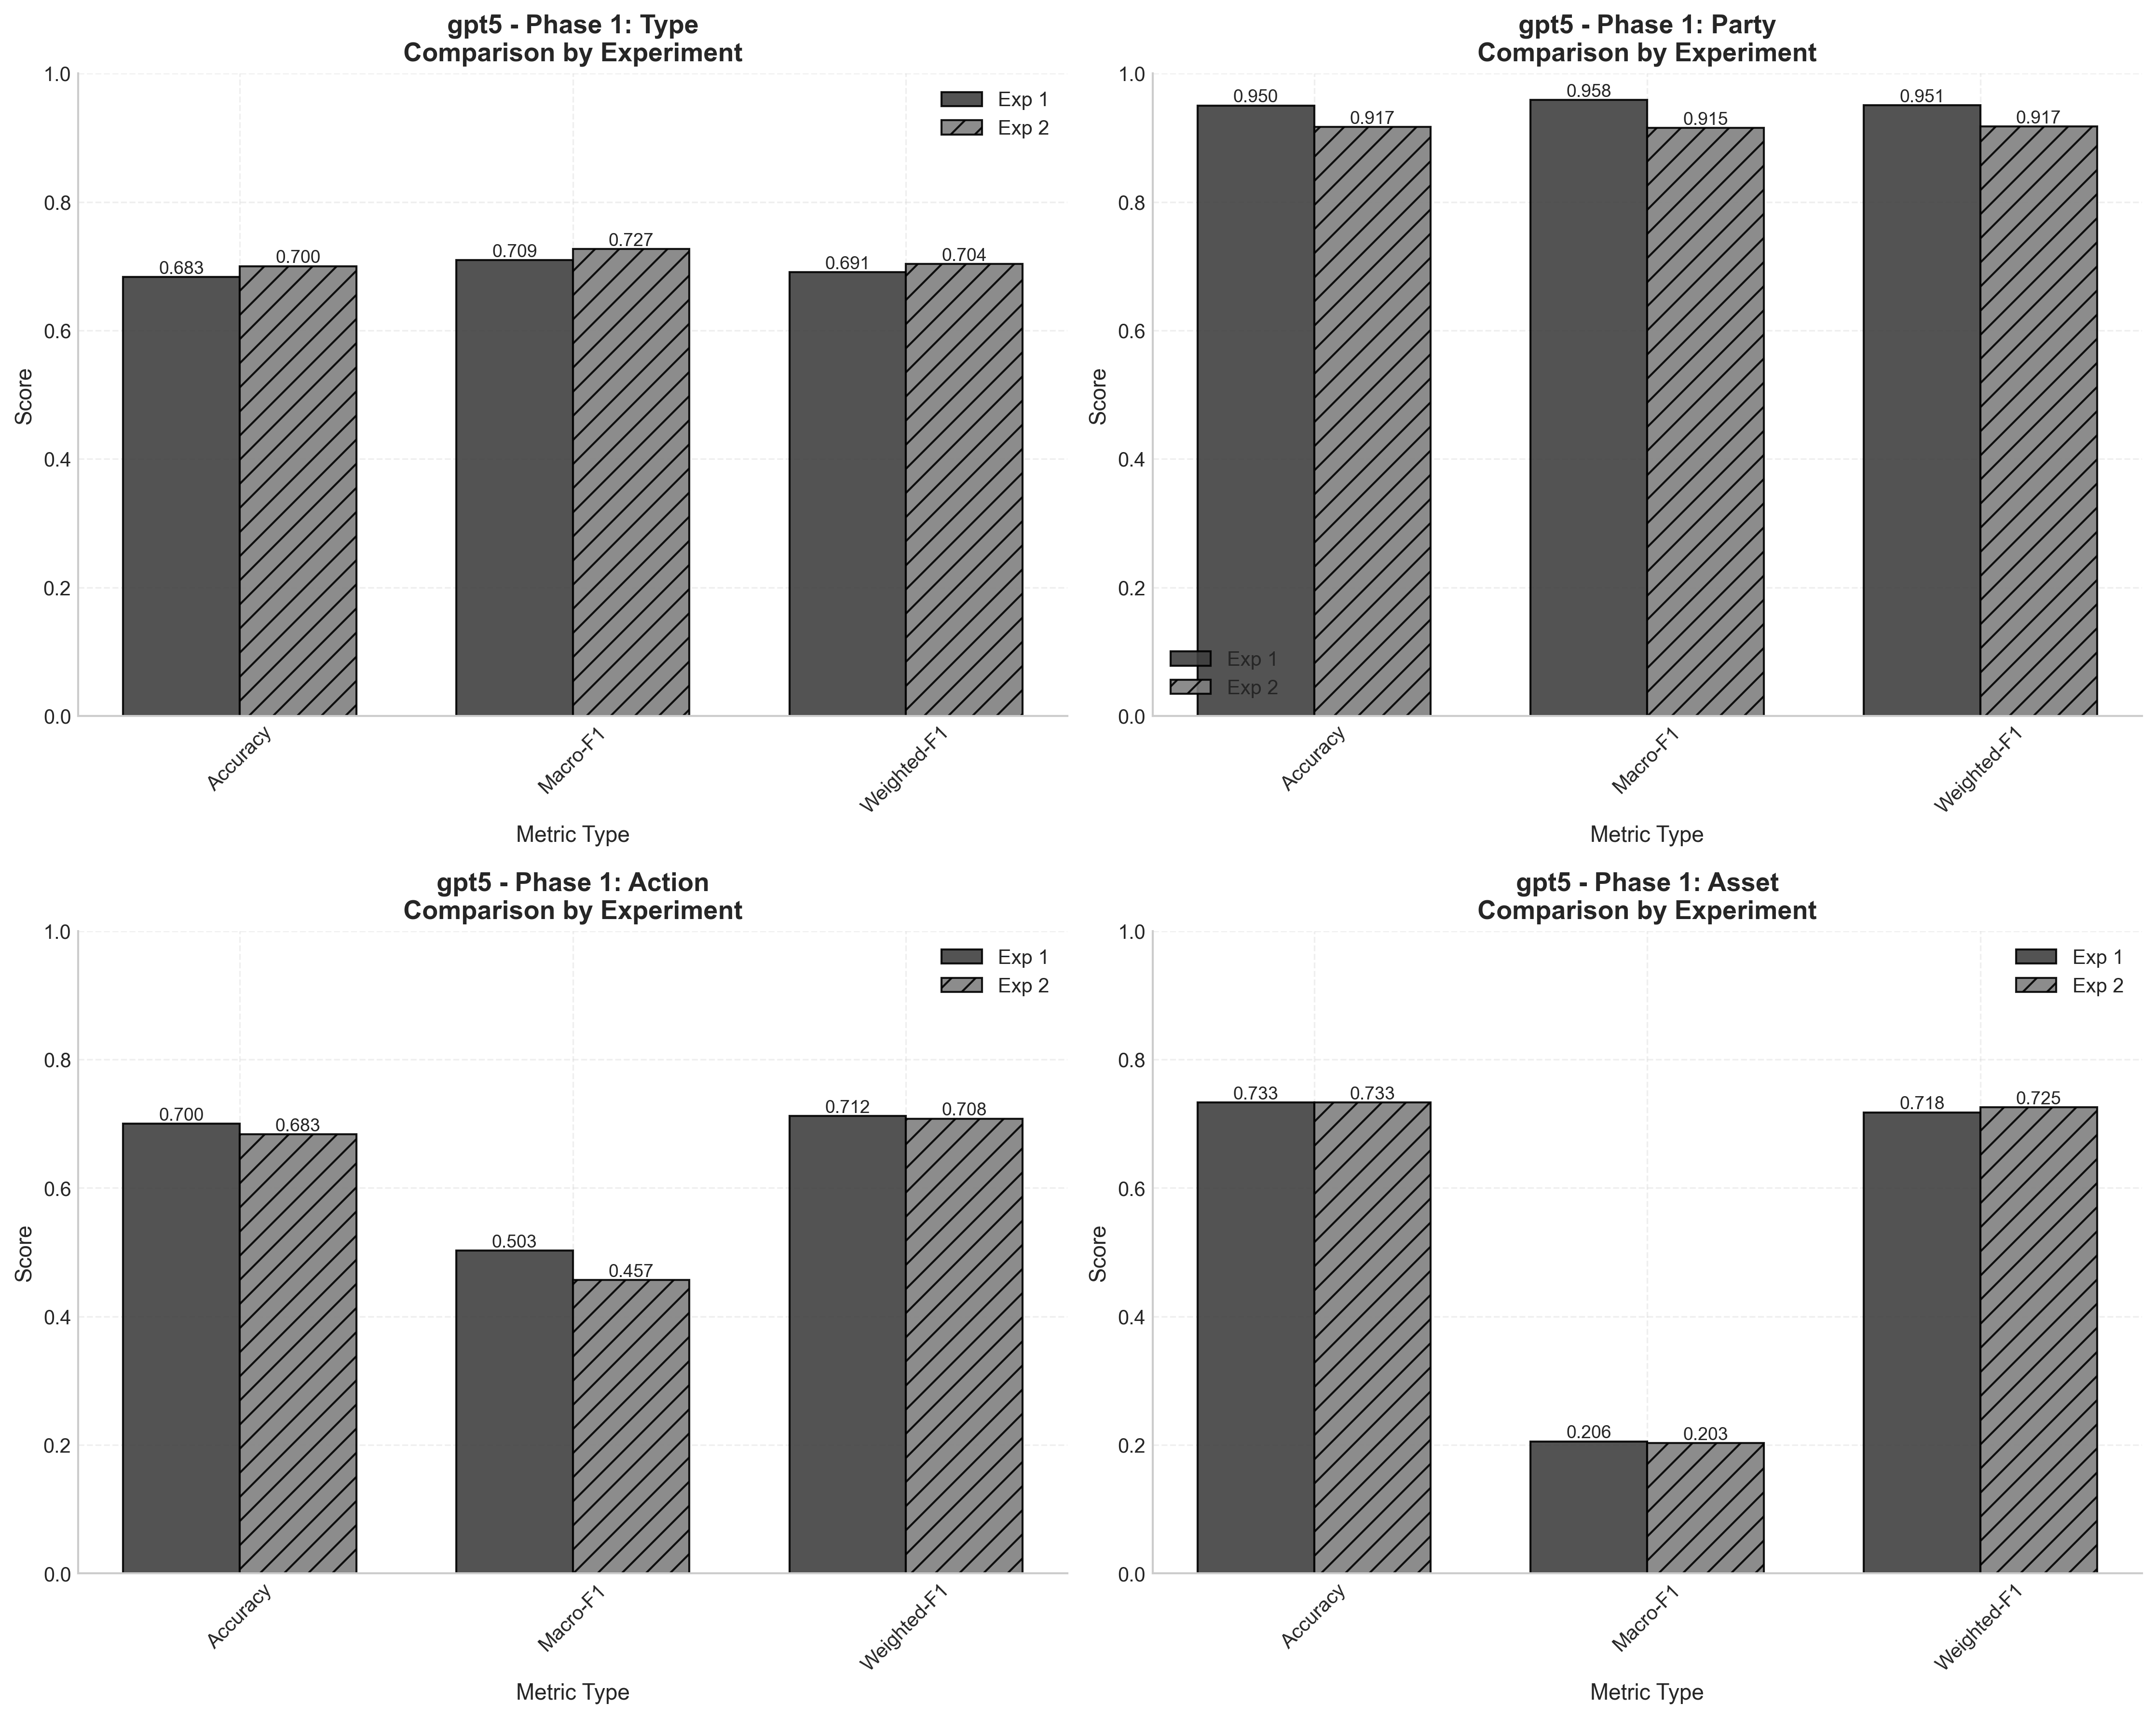 gpt5 - Phase 1: Type
Comparison by Experiment
1.0
0.8
0.6
0.4
0.2
0.0
Score
Exp 1
Exp 2
0.683
0.700
0.709
0.727
0.691
0.704
Accuracy
Macro-F1
Weighted-F1
Metric Type
gpt5 - Phase 1: Party
Comparison by Experiment
1.0
0.8
0.6
0.4
0.2
0.0
Score
0.950
0.917
0.958
0.915
0.951
0.917
Exp 1
Exp 2
Accuracy
Macro-F1
Weighted-F1
Metric Type
gpt5 - Phase 1: Action
Comparison by Experiment
1.0
0.8
0.6
0.4
0.2
0.0
Score
Exp 1
Exp 2
0.700
0.683
0.503
0.457
0.712
0.708
Accuracy
Macro-F1
Weighted-F1
Metric Type
gpt5 - Phase 1: Asset
Comparison by Experiment
1.0
0.8
0.6
0.4
0.2
0.0
Score
Exp 1
Exp 2
0.733
0.733
0.206
0.203
0.718
0.725
Accuracy
Macro-F1
Weighted-F1
Metric Type